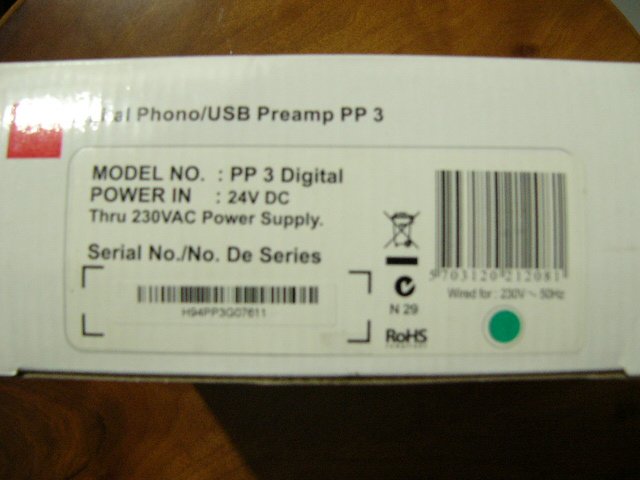 Phono/USB Preamp PP 3
MODEL NO. : PP 3 Digital
POWER IN : 24V DC
Thru 230VAC Power Supply.
Serial No./No. De Series
H94PP3G07611
5703120212081
Wired for : 230V ~ 50Hz
N 29
RoHS